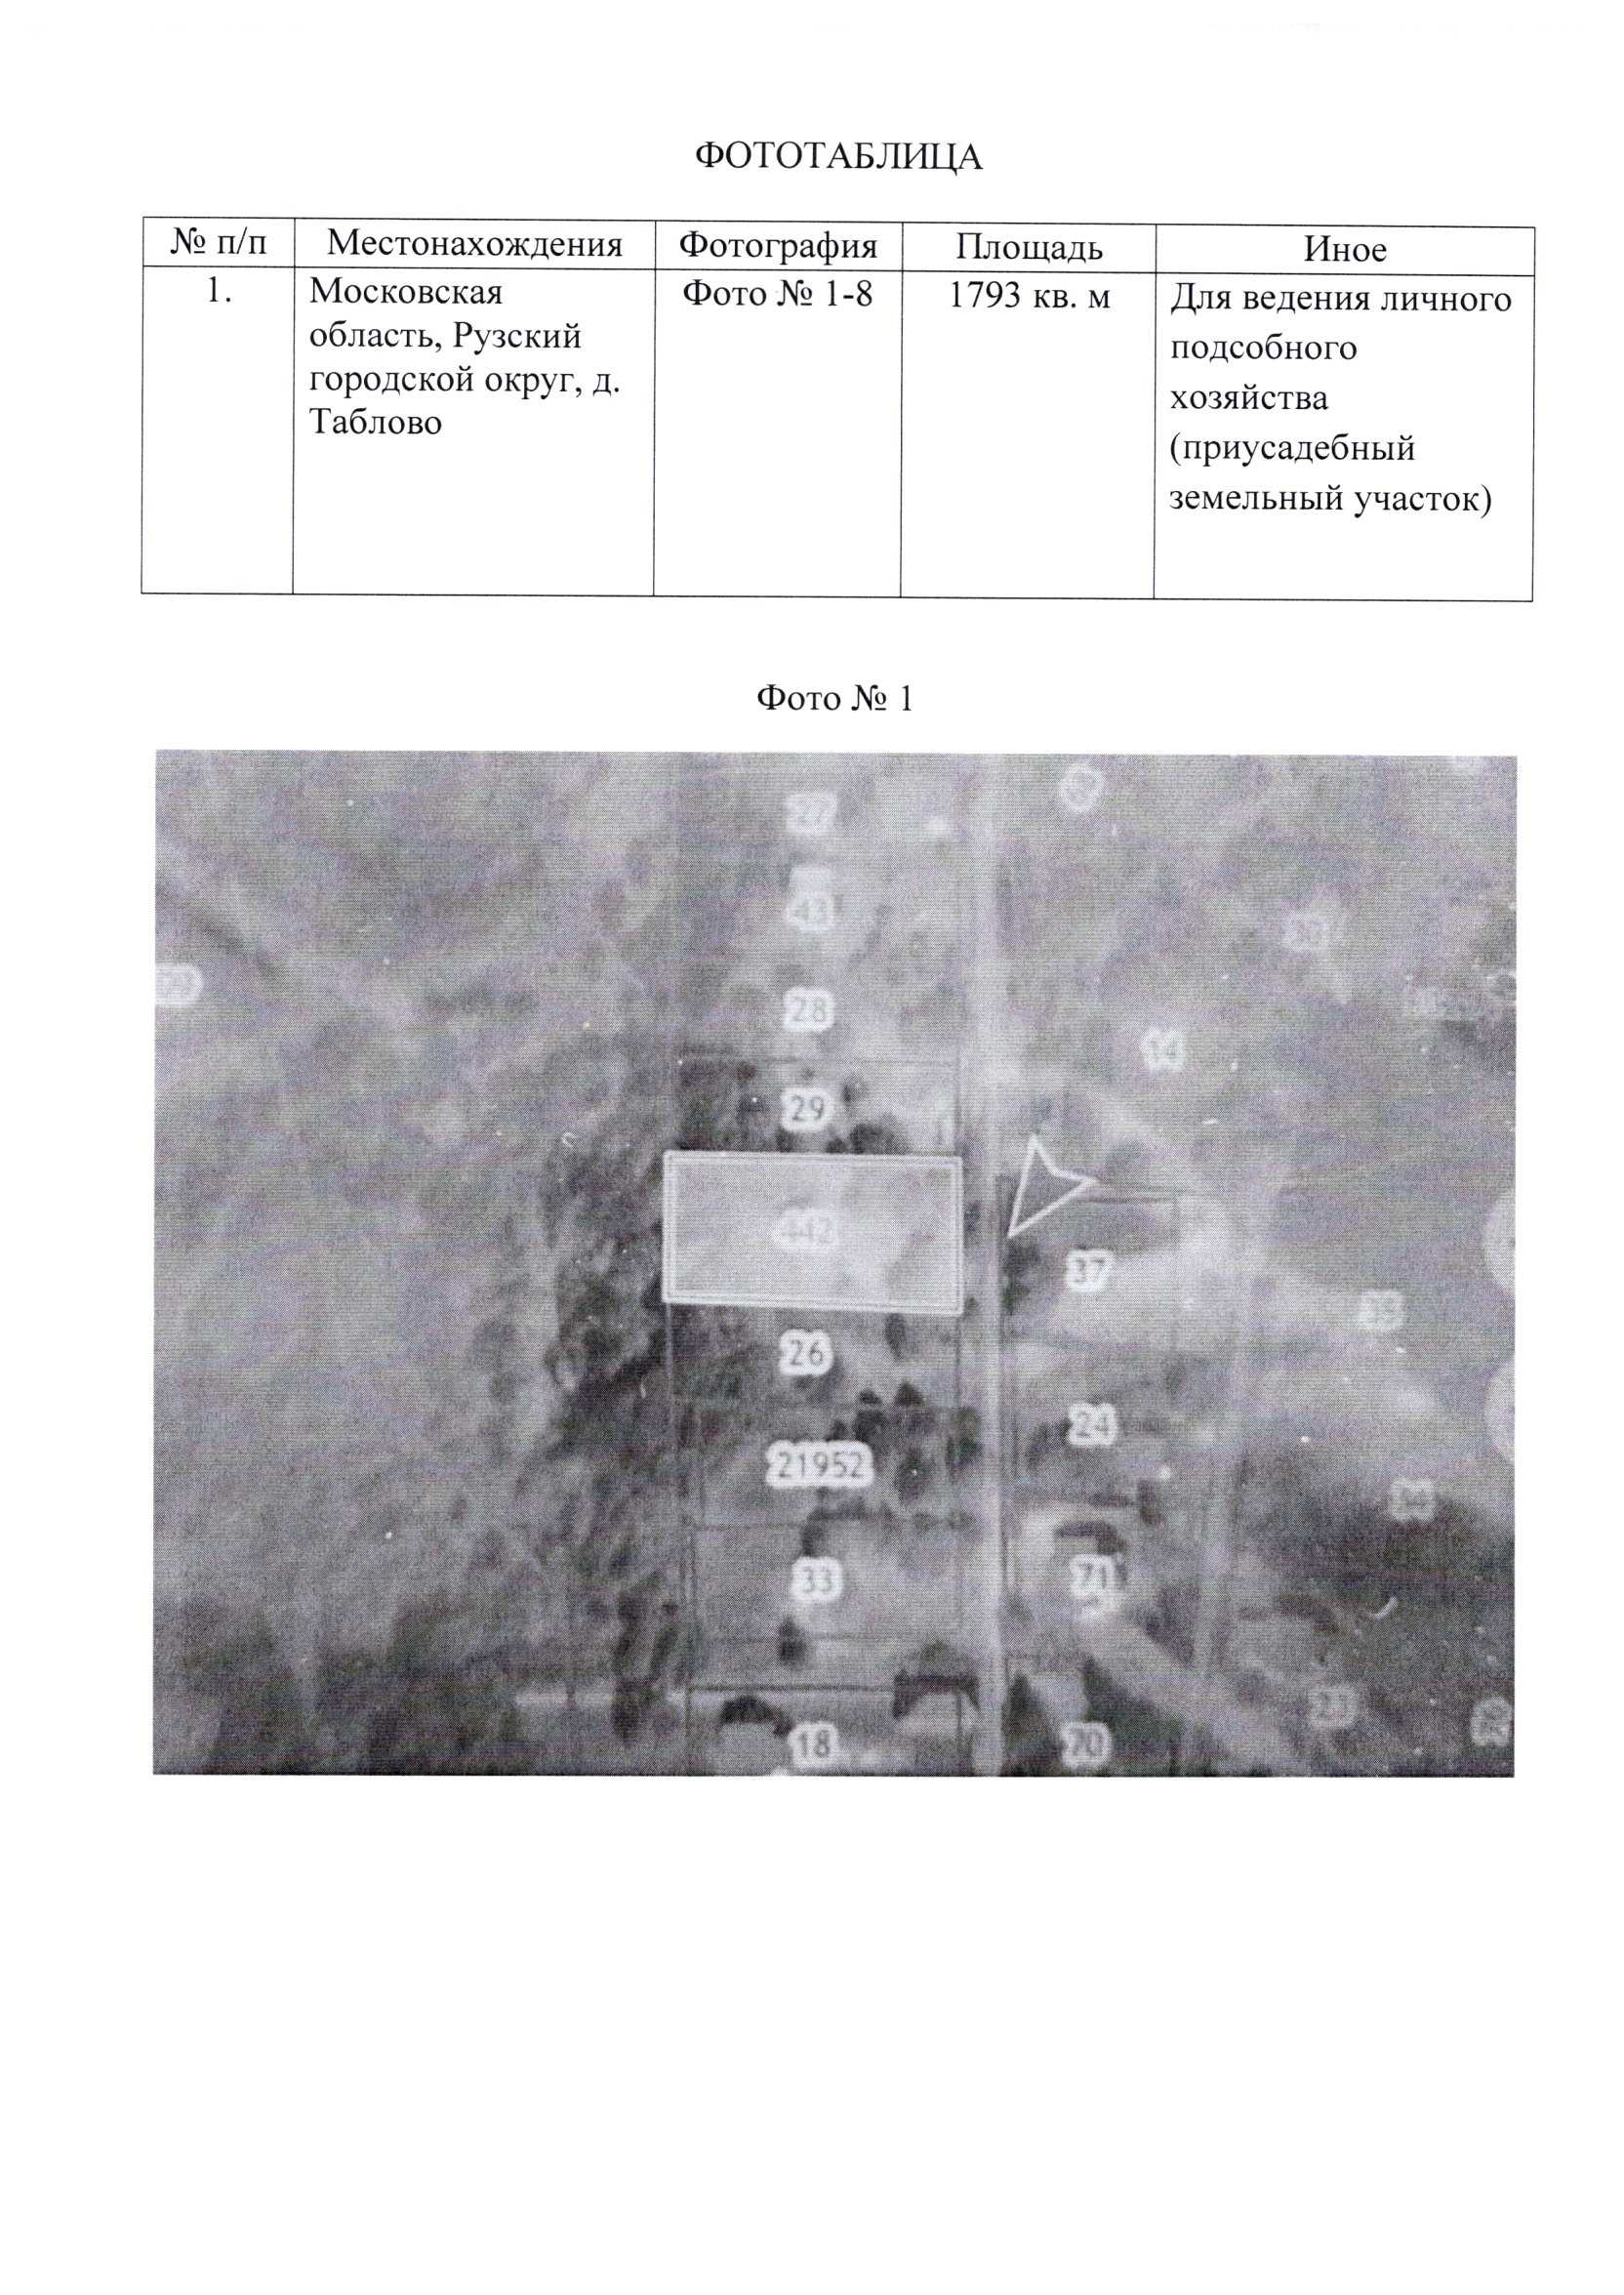 ФОТОТАБЛИЦА
№ п/п
Местонахождения
Фотография
Площадь
Иное
1.
Московская
область, Рузский
городской округ, д.
Таблово
Фото № 1-8
1793 кв. м
Для ведения личного
подсобного
хозяйства
(приусадебный
земельный участок)
Фото № 1
27
43
28
14
29
442
37
26
24
21952
33
71
18
70